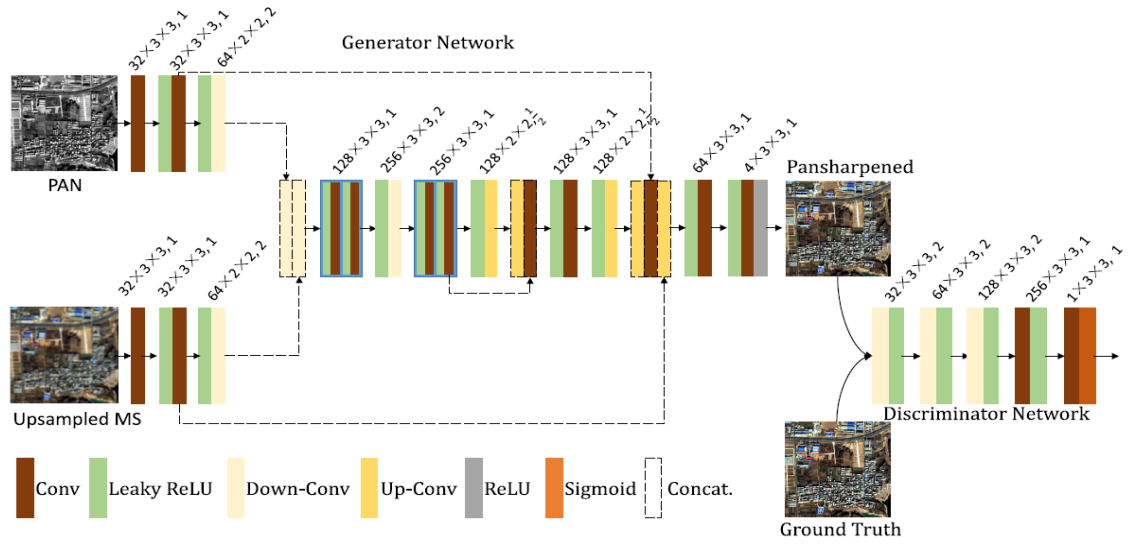 Generator Network
32×3×3, 1
32×3×3, 1
64×2×2, 2
PAN
128×3×3, 1
256×3×3, 2
256×3×3, 1
128×2×2, 1/2
128×3×3, 1
128×2×2, 1/2
64×3×3, 1
4×3×3, 1
Pansharpened
32×3×3, 1
32×3×3, 1
64×2×2, 2
Upsampled MS
32×3×3, 2
64×3×3, 2
128×3×3, 2
256×3×3, 1
1×3×3, 1
Discriminator Network
Ground Truth
Conv
Leaky ReLU
Down-Conv
Up-Conv
ReLU
Sigmoid
Concat.